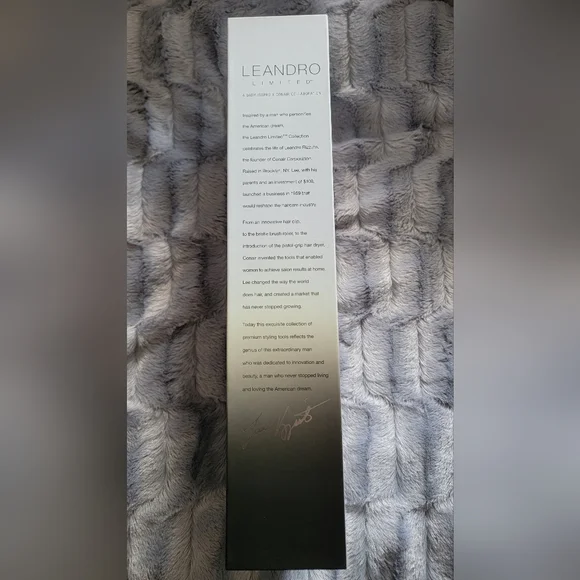 LEANDRO
LIMITED
Inspired by a man who personifies
the American dream,
the Leandro Limited™ Collection
celebrates the life of Leandro Rizzuto,
the founder of Conair Corporation.
Raised in Brooklyn, NY, Lee, with his
parents and an investment of $100,
launched a business in 1959 that
would reshape the haircare industry.
From an innovative hair clip,
to the bristle brush roller, to the
introduction of the pistol-grip hair dryer,
Conair invented the tools that enabled
women to achieve salon results at home.
Lee changed the way the world
does hair, and created a market that
has never stopped growing.
Today this exquisite collection of
premium styling tools reflects the
genius of this extraordinary man
who was dedicated to innovation and
beauty, a man who never stopped living
and loving the American dream.